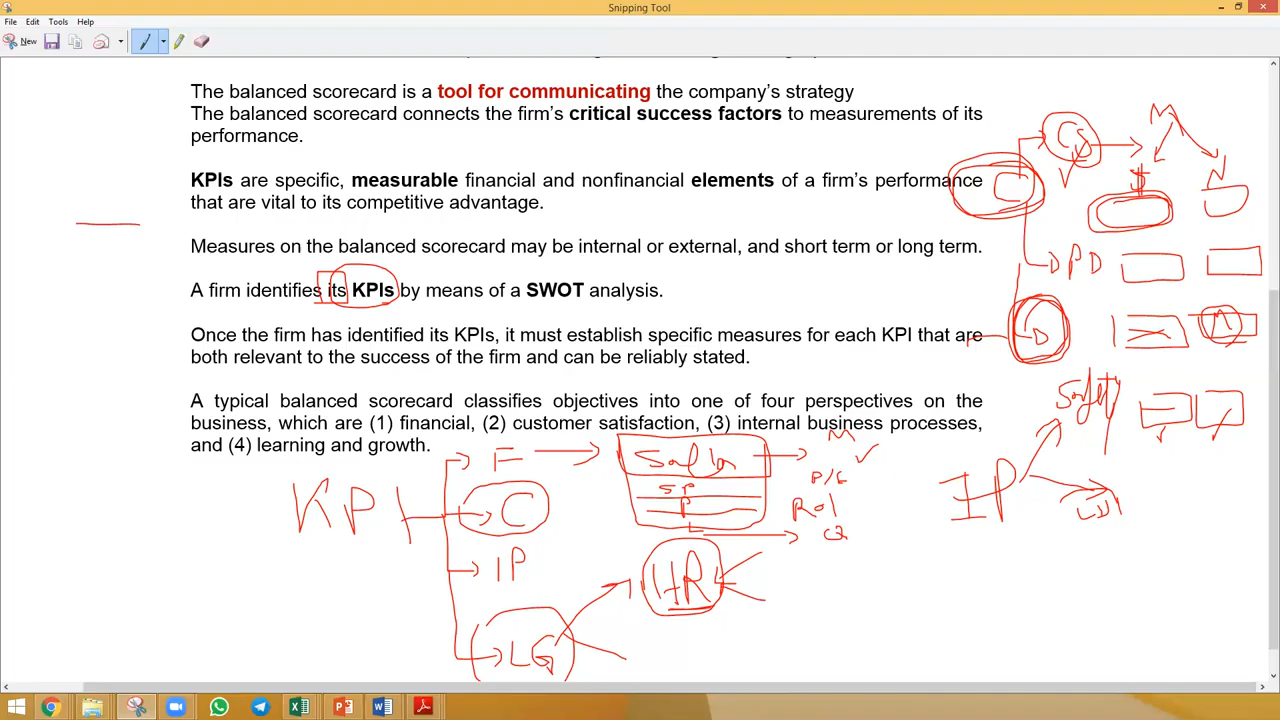 Snipping Tool
File Edit Tools Help
New
The balanced scorecard is a tool for communicating the company's strategy
The balanced scorecard connects the firm's critical success factors to measurements of its
performance.
KPIs are specific, measurable financial and nonfinancial elements of a firm's performance
that are vital to its competitive advantage.
Measures on the balanced scorecard may be internal or external, and short term or long term.
A firm identifies its KPIs by means of a SWOT analysis.
Once the firm has identified its KPIs, it must establish specific measures for each KPI that are
both relevant to the success of the firm and can be reliably stated.
A typical balanced scorecard classifies objectives into one of four perspectives on the
business, which are (1) financial, (2) customer satisfaction, (3) internal business processes,
and (4) learning and growth.
M
CS
$ N
C
D P D
D
M
Safety
KPI
F
C
IP
LG
SP
P
L
M
P/E
ROI
HR
IP